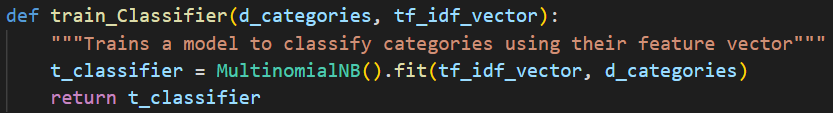 def train_Classifier(d_categories, tf_idf_vector):
    """Trains a model to classify categories using their feature vector"""
    t_classifier = MultinomialNB().fit(tf_idf_vector, d_categories)
    return t_classifier